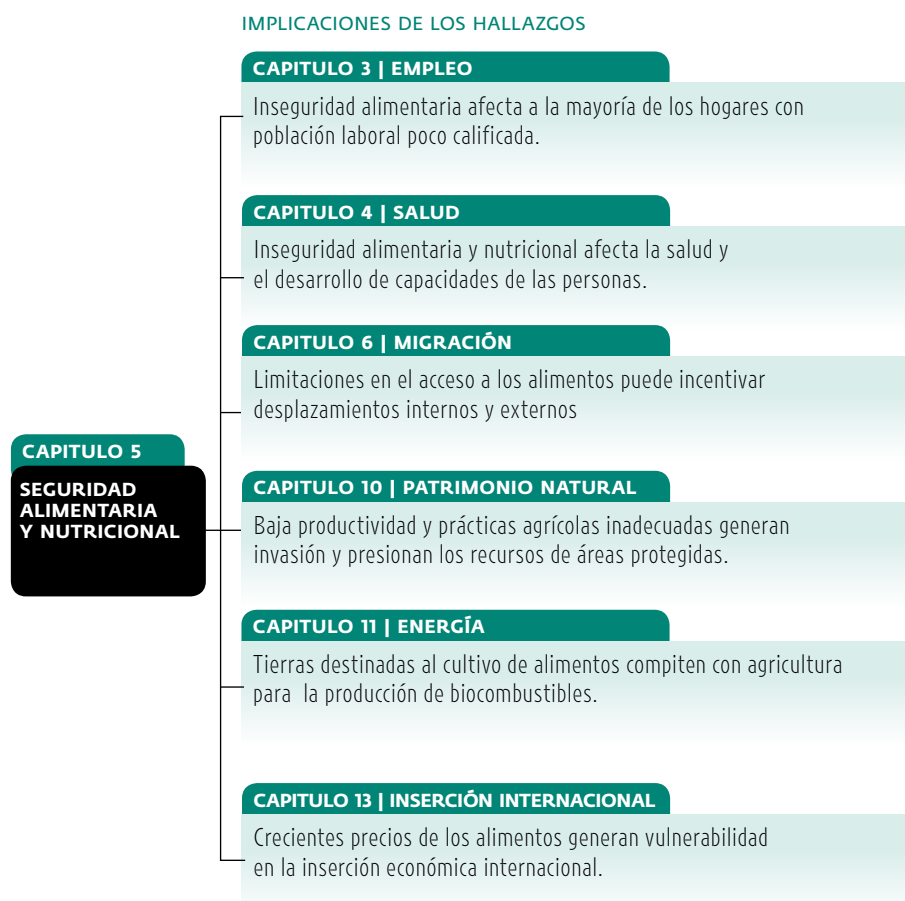 IMPLICACIONES DE LOS HALLAZGOS
CAPITULO 3 | EMPLEO
Inseguridad alimentaria afecta a la mayoría de los hogares con
población laboral poco calificada.
CAPITULO 4 | SALUD
Inseguridad alimentaria y nutricional afecta la salud y
el desarrollo de capacidades de las personas.
CAPITULO 6 | MIGRACIÓN
Limitaciones en el acceso a los alimentos puede incentivar
desplazamientos internos y externos
CAPITULO 5
SEGURIDAD
ALIMENTARIA
Y NUTRICIONAL
CAPITULO 10 | PATRIMONIO NATURAL
Baja productividad y prácticas agrícolas inadecuadas generan
invasión y presionan los recursos de áreas protegidas.
CAPITULO 11 | ENERGÍA
Tierras destinadas al cultivo de alimentos compiten con agricultura
para la producción de biocombustibles.
CAPITULO 13 | INSERCIÓN INTERNACIONAL
Crecientes precios de los alimentos generan vulnerabilidad
en la inserción económica internacional.